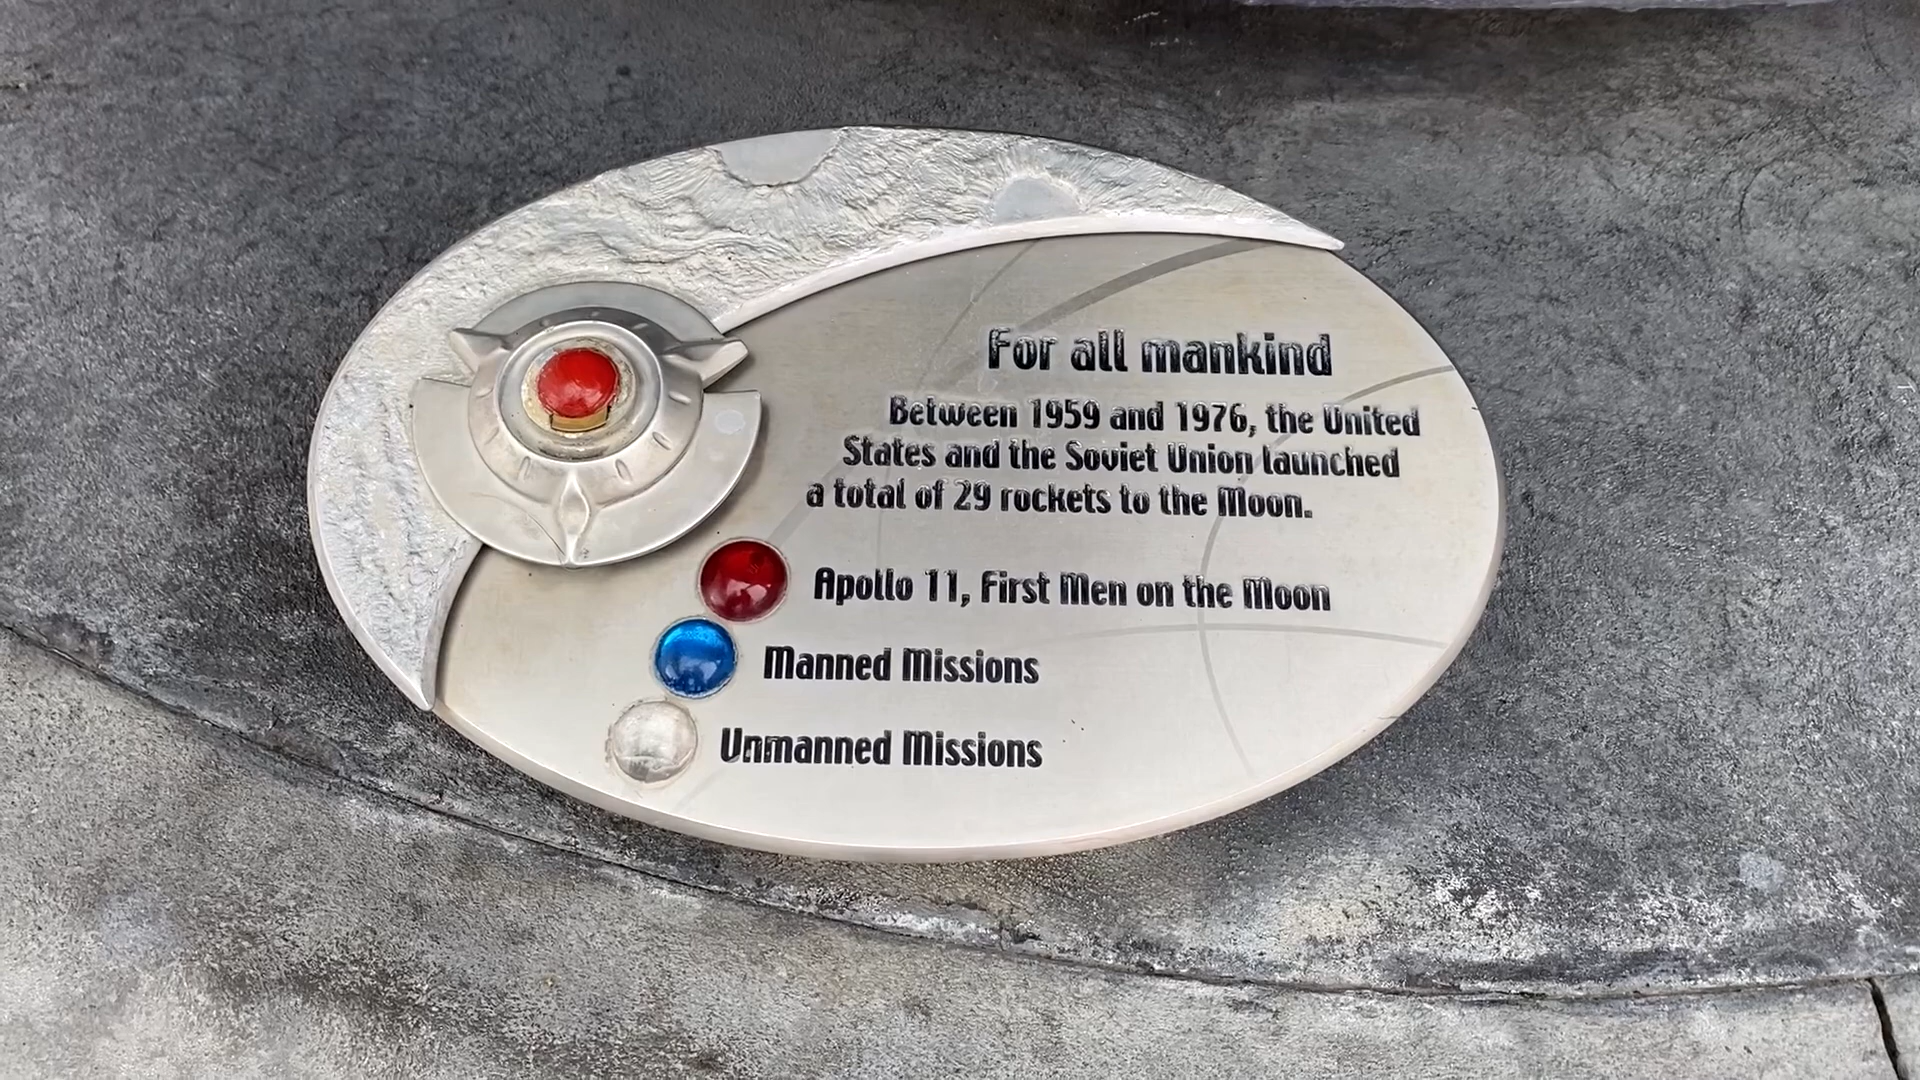 For all mankind
Between 1959 and 1976, the United
States and the Soviet Union launched
a total of 29 rockets to the Moon.
Apollo 11, First Men on the Moon
Manned Missions
Unmanned Missions